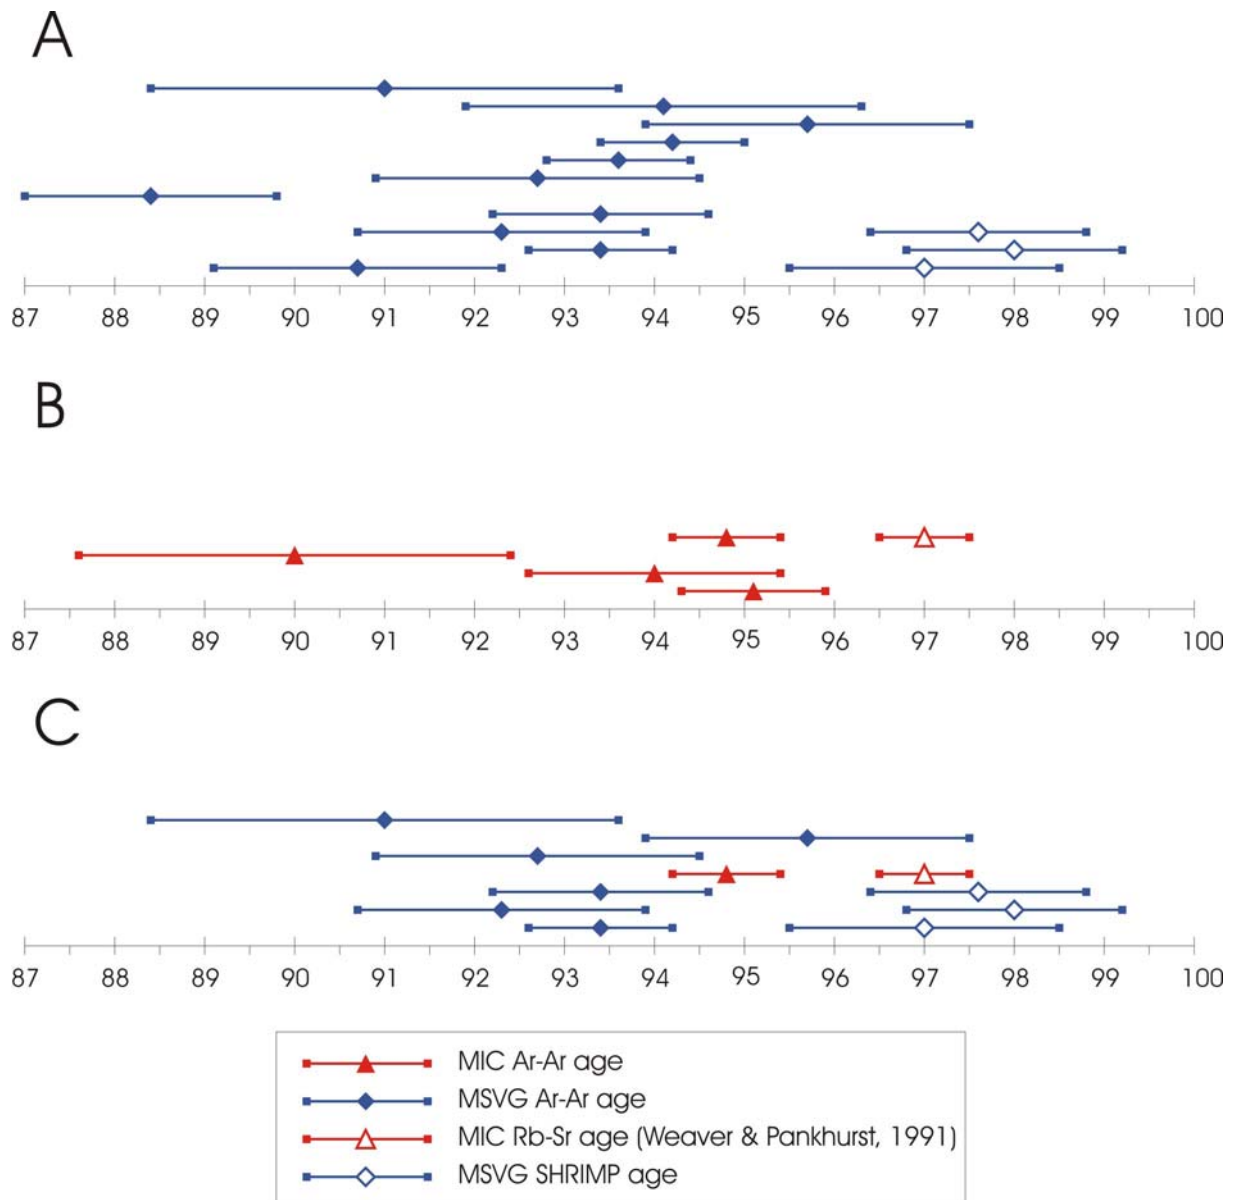 A
87 88 89 90 91 92 93 94 95 96 97 98 99 100
B
87 88 89 90 91 92 93 94 95 96 97 98 99 100
C
87 88 89 90 91 92 93 94 95 96 97 98 99 100
MIC Ar-Ar age
MSVG Ar-Ar age
MIC Rb-Sr age (Weaver & Pankhurst, 1991)
MSVG SHRIMP age